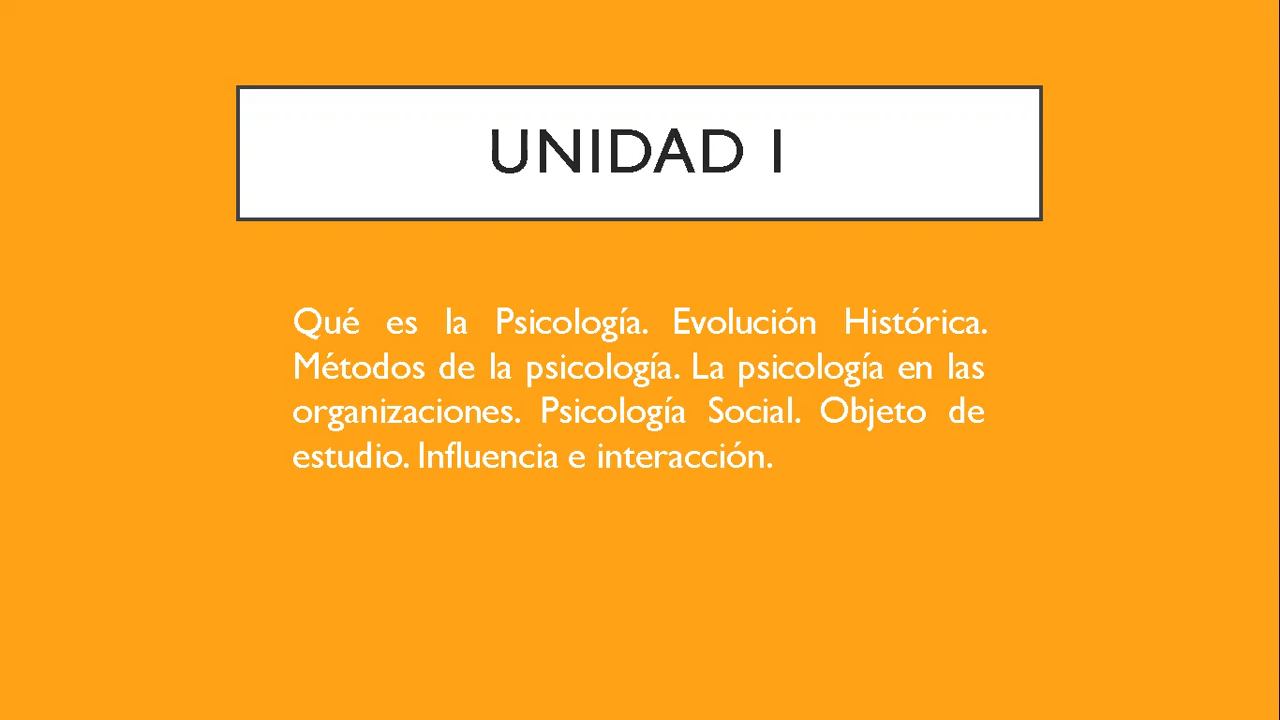 UNIDAD I
Qué es la Psicología. Evolución Histórica.
Métodos de la psicología. La psicología en las
organizaciones. Psicología Social. Objeto de
estudio. Influencia e interacción.